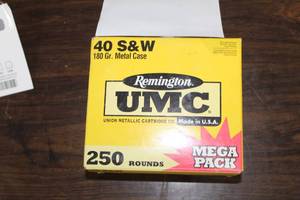 40 S&W
180 Gr. Metal Case
Remington
UMC
UNION METALLIC CARTRIDGE CO. Made in U.S.A.
250 ROUNDS
MEGA
PACK